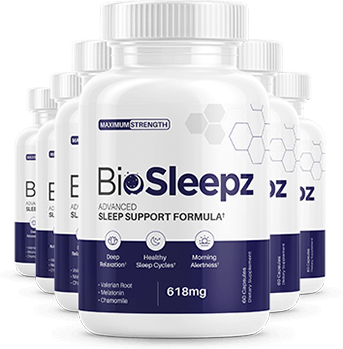 MAXIMUM STRENGTH
BioSleepz
ADVANCED
SLEEP SUPPORT FORMULA†
Deep
Relaxation†
Healthy
Sleep Cycles†
Morning
Alertness†
• Valerian Root
• Melatonin
• Chamomile
618mg
60 Capsules
Dietary Supplement